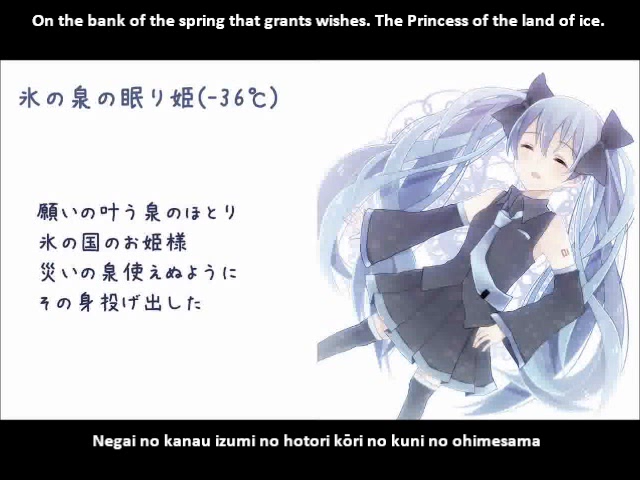 On the bank of the spring that grants wishes. The Princess of the land of ice.
氷の泉の眠り姫(-36℃)
願いの叶う泉のほとり
氷の国のお姫様
災いの泉使えぬように
その身投げ出した
Negai no kanau izumi no hotori kōri no kuni no ohimesama